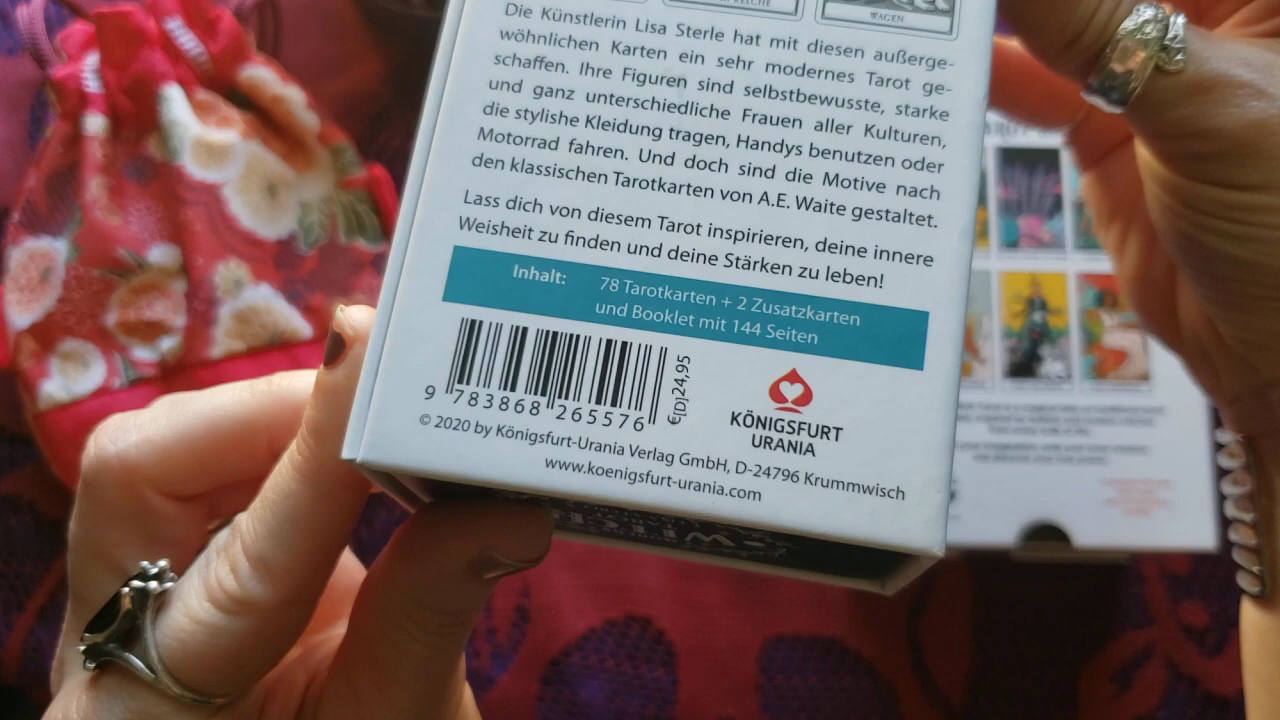 KELCHE
WAGEN
Die Künstlerin Lisa Sterle hat mit diesen außerge-
wöhnlichen Karten ein sehr modernes Tarot ge-
schaffen. Ihre Figuren sind selbstbewusste, starke
und ganz unterschiedliche Frauen aller Kulturen,
die stylishe Kleidung tragen, Handys benutzen oder
Motorrad fahren. Und doch sind die Motive nach
den klassischen Tarotkarten von A.E. Waite gestaltet.
Lass dich von diesem Tarot inspirieren, deine innere
Weisheit zu finden und deine Stärken zu leben!
Inhalt: 78 Tarotkarten + 2 Zusatzkarten
und Booklet mit 144 Seiten
9 783868 265576
€[D]24,95
KÖNIGSFURT
URANIA
© 2020 by Königsfurt-Urania Verlag GmbH, D-24796 Krummwisch
www.koenigsfurt-urania.com